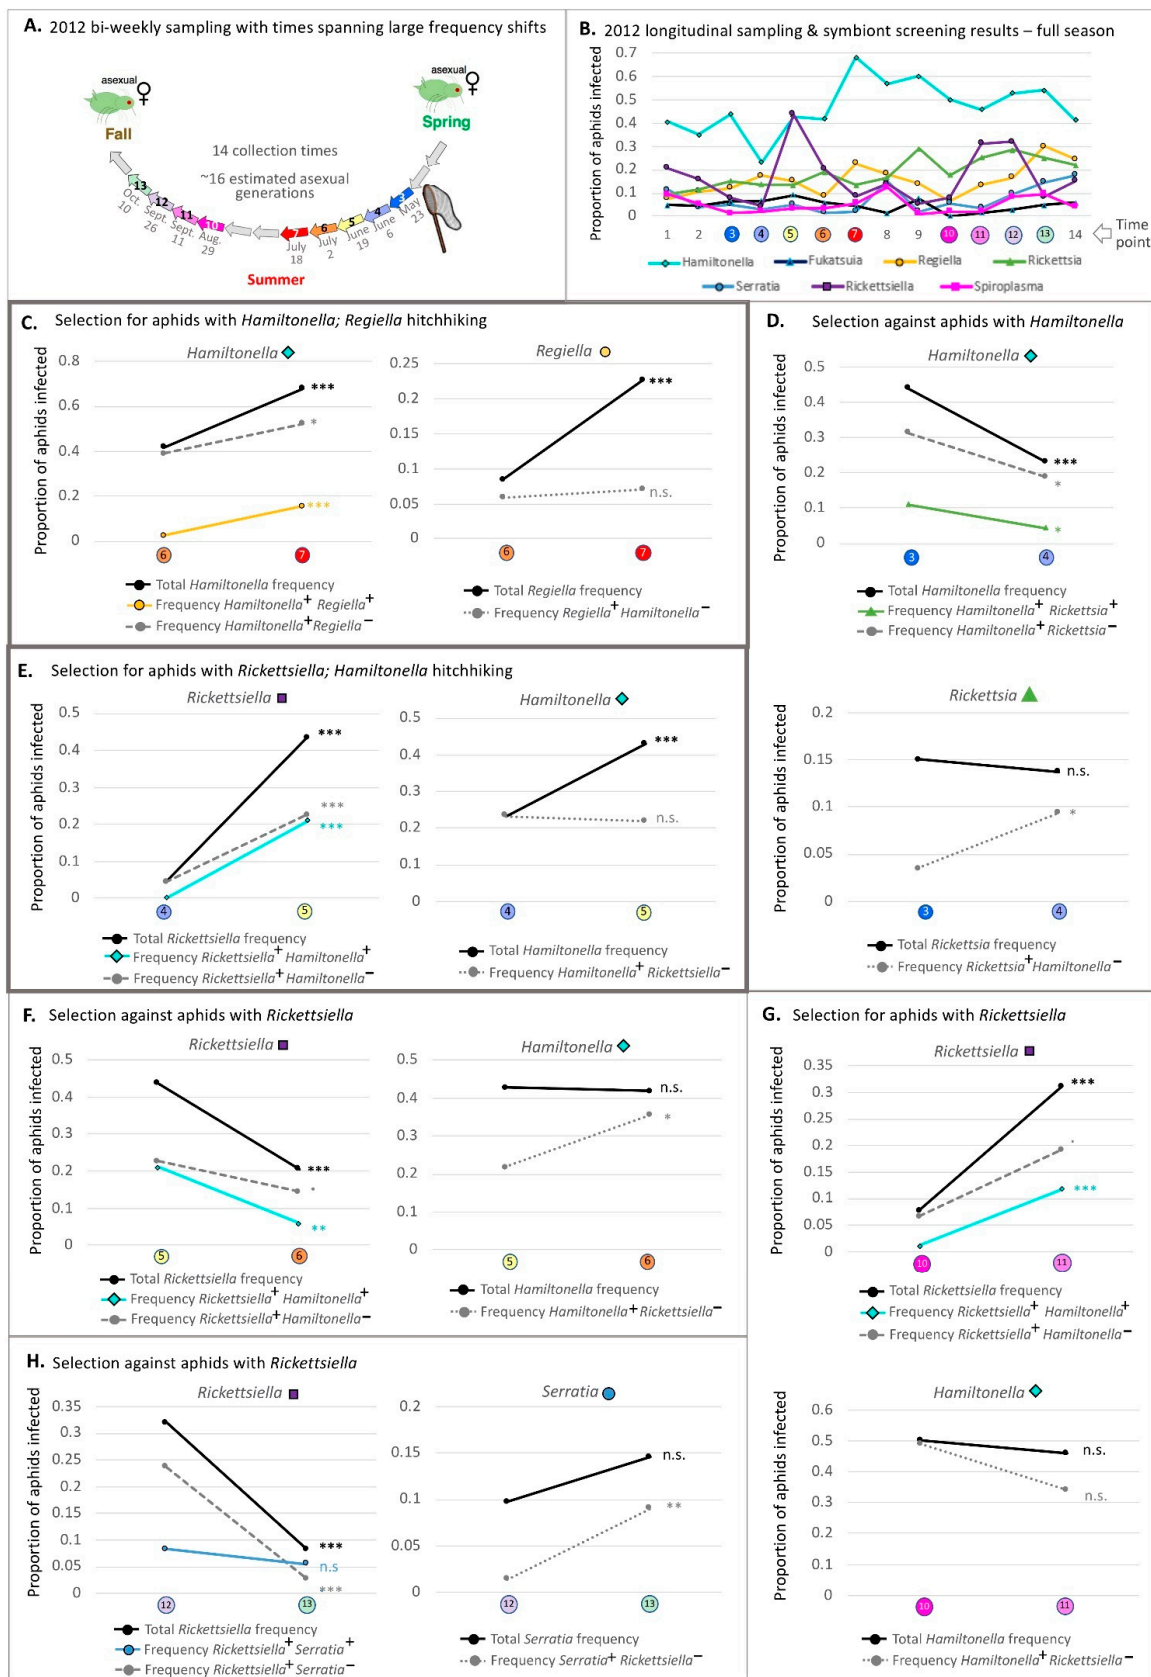 A. 2012 bi-weekly sampling with times spanning large frequency shifts
asexual
♀
Fall
asexual
♀
Spring
14 collection times
~16 estimated asexual
generations
13
Oct.
10
12
Sept.
26
11
Sept.
11
10
Aug.
29
7
July
18
6
July
2
5
June
19
4
June
6
3
May
23
Summer
B. 2012 longitudinal sampling & symbiont screening results – full season
Proportion of aphids infected
0.7
0.6
0.5
0.4
0.3
0.2
0.1
0
1 2 3 4 5 6 7 8 9 10 11 12 13 14
Time
point
Hamiltonella Fukatsuia Regiella Rickettsia
Serratia Rickettsiella Spiroplasma
C. Selection for aphids with Hamiltonella; Regiella hitchhiking
Hamiltonella
Proportion of aphids infected
0.8
0.6
0.4
0.2
0
***
*
***
6 7
Total Hamiltonella frequency
Frequency Hamiltonella+ Regiella+
Frequency Hamiltonella+Regiella−
Regiella
0.25
0.2
0.15
0.1
0.05
0
***
n.s.
6 7
Total Regiella frequency
Frequency Regiella+Hamiltonella−
D. Selection against aphids with Hamiltonella
Hamiltonella
Proportion of aphids infected
0.5
0.4
0.3
0.2
0.1
0
***
*
*
3 4
Total Hamiltonella frequency
Frequency Hamiltonella+ Rickettsia+
Frequency Hamiltonella+ Rickettsia−
Rickettsia
Proportion of aphids infected
0.2
0.15
0.1
0.05
0
n.s.
*
3 4
Total Rickettsia frequency
Frequency Rickettsia+Hamiltonella−
E. Selection for aphids with Rickettsiella; Hamiltonella hitchhiking
Rickettsiella
Proportion of aphids infected
0.5
0.4
0.3
0.2
0.1
0
***
***
***
4 5
Total Rickettsiella frequency
Frequency Rickettsiella+ Hamiltonella+
Frequency Rickettsiella+Hamiltonella−
Hamiltonella
0.5
0.4
0.3
0.2
0.1
0
***
n.s.
4 5
Total Hamiltonella frequency
Frequency Hamiltonella+ Rickettsiella−
F. Selection against aphids with Rickettsiella
Rickettsiella
Proportion of aphids infected
0.5
0.4
0.3
0.2
0.1
0
***
.
**
5 6
Total Rickettsiella frequency
Frequency Rickettsiella+ Hamiltonella+
Frequency Rickettsiella+Hamiltonella−
Hamiltonella
0.5
0.4
0.3
0.2
0.1
0
n.s.
*
5 6
Total Hamiltonella frequency
Frequency Hamiltonella+Rickettsiella−
G. Selection for aphids with Rickettsiella
Rickettsiella
Proportion of aphids infected
0.35
0.3
0.25
0.2
0.15
0.1
0.05
0
***
.
***
10 11
Total Rickettsiella frequency
Frequency Rickettsiella+ Hamiltonella+
Frequency Rickettsiella+ Hamiltonella−
Hamiltonella
Proportion of aphids infected
0.6
0.5
0.4
0.3
0.2
0.1
0
n.s.
n.s.
10 11
Total Hamiltonella frequency
Frequency Hamiltonella+Rickettsiella−
H. Selection against aphids with Rickettsiella
Rickettsiella
Proportion of aphids infected
0.35
0.3
0.25
0.2
0.15
0.1
0.05
0
***
n.s
***
12 13
Total Rickettsiella frequency
Frequency Rickettsiella+ Serratia+
Frequency Rickettsiella+Serratia−
Serratia
0.2
0.15
0.1
0.05
0
n.s.
**
12 13
Total Serratia frequency
Frequency Serratia+ Rickettsiella−